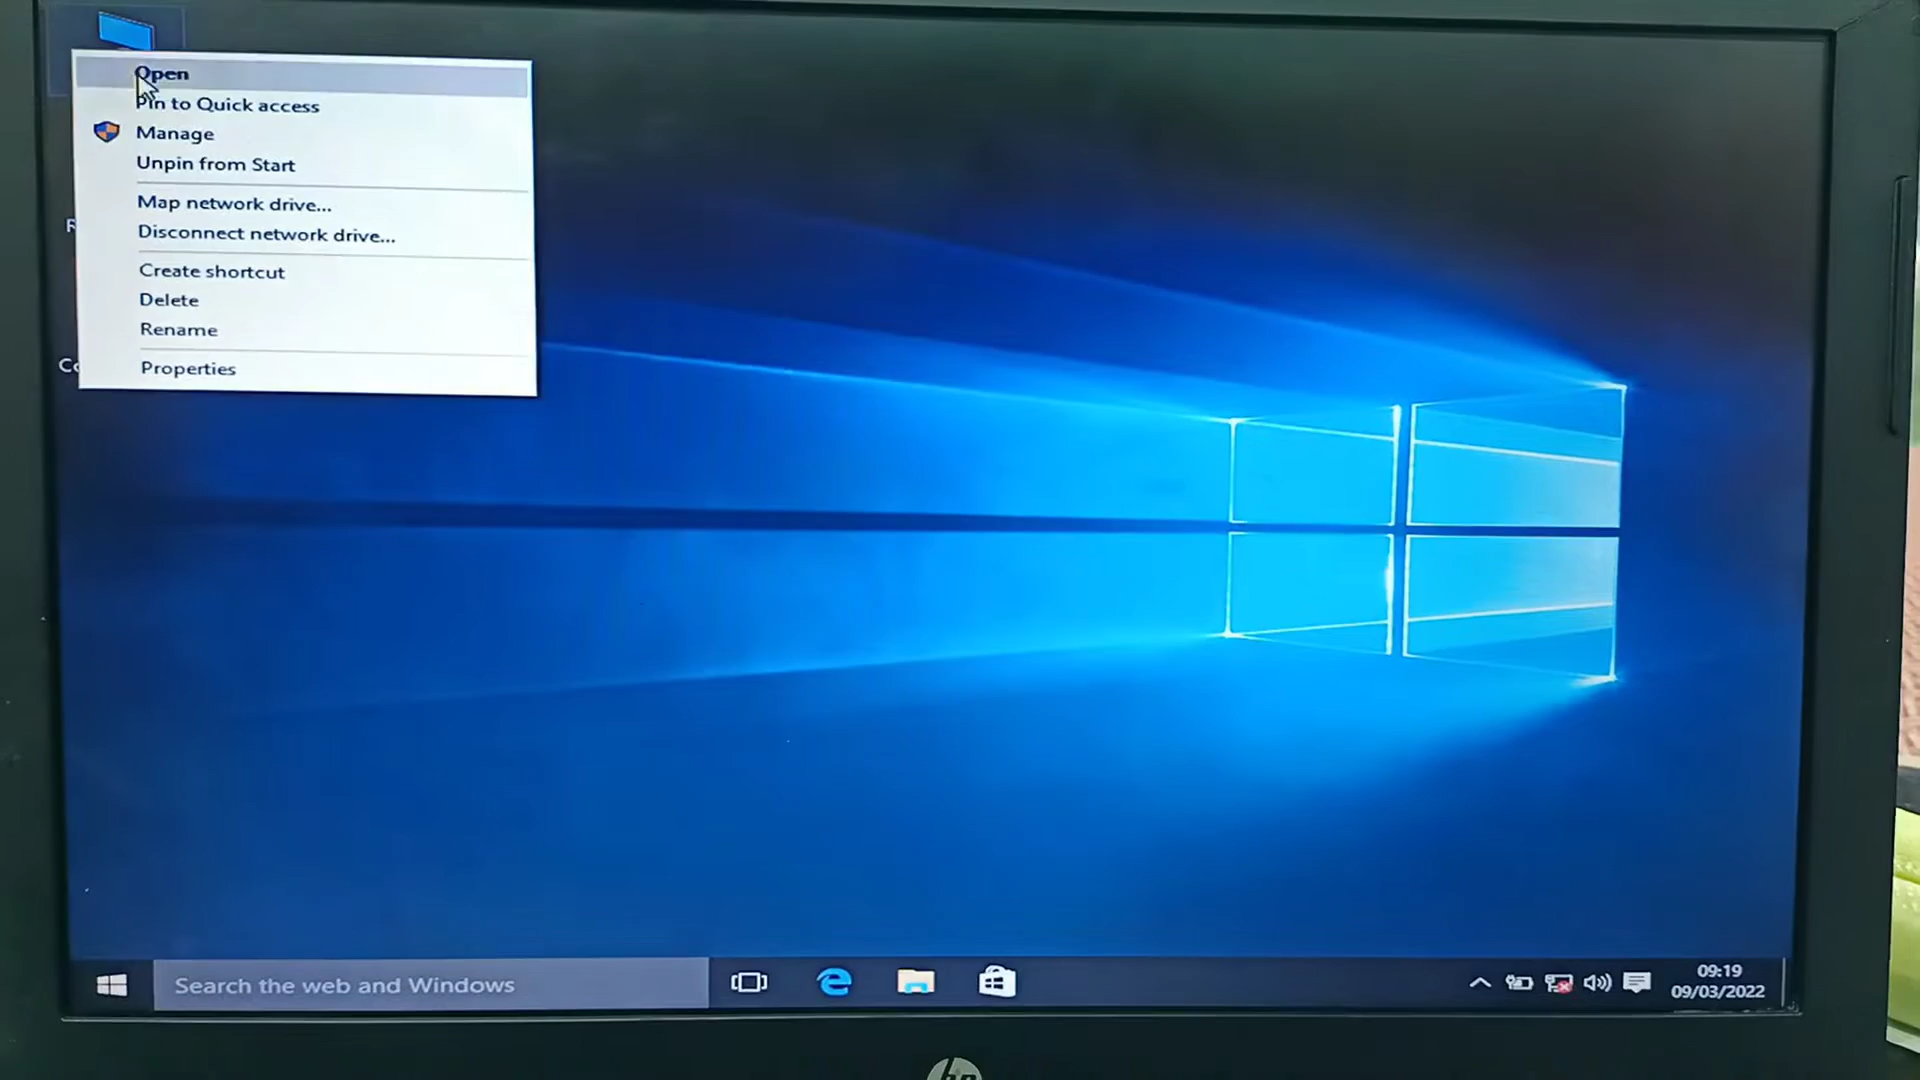 Open
Pin to Quick access
Manage
Unpin from Start
Map network drive...
Disconnect network drive...
Create shortcut
Delete
Rename
Properties
Search the web and Windows
09:19
09/03/2022
hp